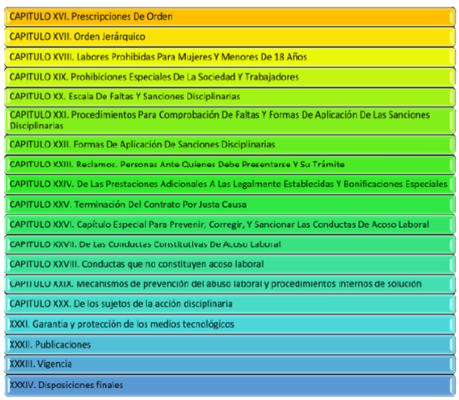 CAPITULO XVI. Prescripciones De Orden
CAPITULO XVII. Orden Jerárquico
CAPITULO XVIII. Labores Prohibidas Para Mujeres Y Menores De 18 Años
CAPITULO XIX. Prohibiciones Especiales De La Sociedad Y Trabajadores
CAPITULO XX. Escala De Faltas Y Sanciones Disciplinarias
CAPITULO XXI. Procedimientos Para Comprobación De Faltas Y Formas De Aplicación De Las Sanciones
Disciplinarias
CAPITULO XXII. Formas De Aplicación De Sanciones Disciplinarias
CAPITULO XXIII. Reclamos. Personas Ante Quienes Debe Presentarse Y Su Trámite
CAPITULO XXIV. De Las Prestaciones Adicionales A Las Legalmente Establecidas Y Bonificaciones Especiales
CAPITULO XXV. Terminación Del Contrato Por Justa Causa
CAPITULO XXVI. Capítulo Especial Para Prevenir, Corregir, Y Sancionar Las Conductas De Acoso Laboral
CAPITULO XXVII. De Las Conductas Constitutivas De Acoso Laboral
CAPITULO XXVIII. Conductas que no constituyen acoso laboral
CAPITULO XXIX. Mecanismos de prevención del abuso laboral y procedimientos internos de solución
CAPITULO XXX. De los sujetos de la acción disciplinaria
XXXI. Garantia y protección de los medios tecnológicos
XXXII. Publicaciones
XXXIII. Vigencia
XXXIV. Disposiciones finales